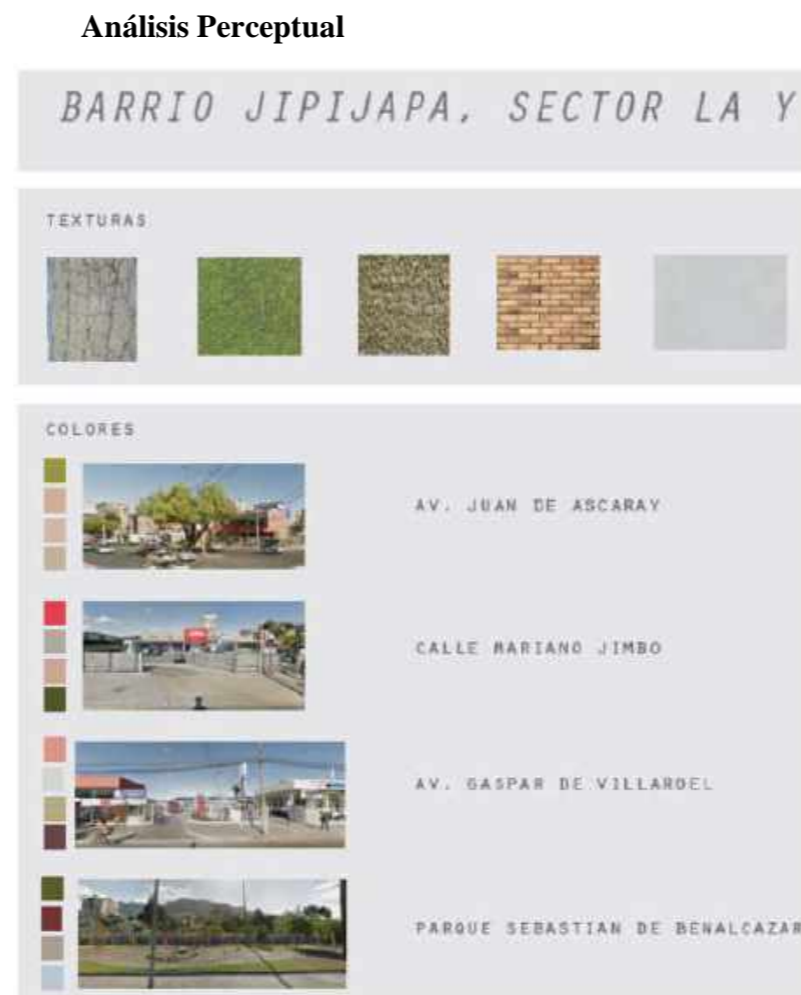 Análisis Perceptual
BARRIO JIPIJAPA, SECTOR LA Y
TEXTURAS
COLORES
AV. JUAN DE ASCARAY
CALLE MARIANO JIMBO
AV. GASPAR DE VILLAROEL
PARQUE SEBASTIAN DE BENALCAZAR